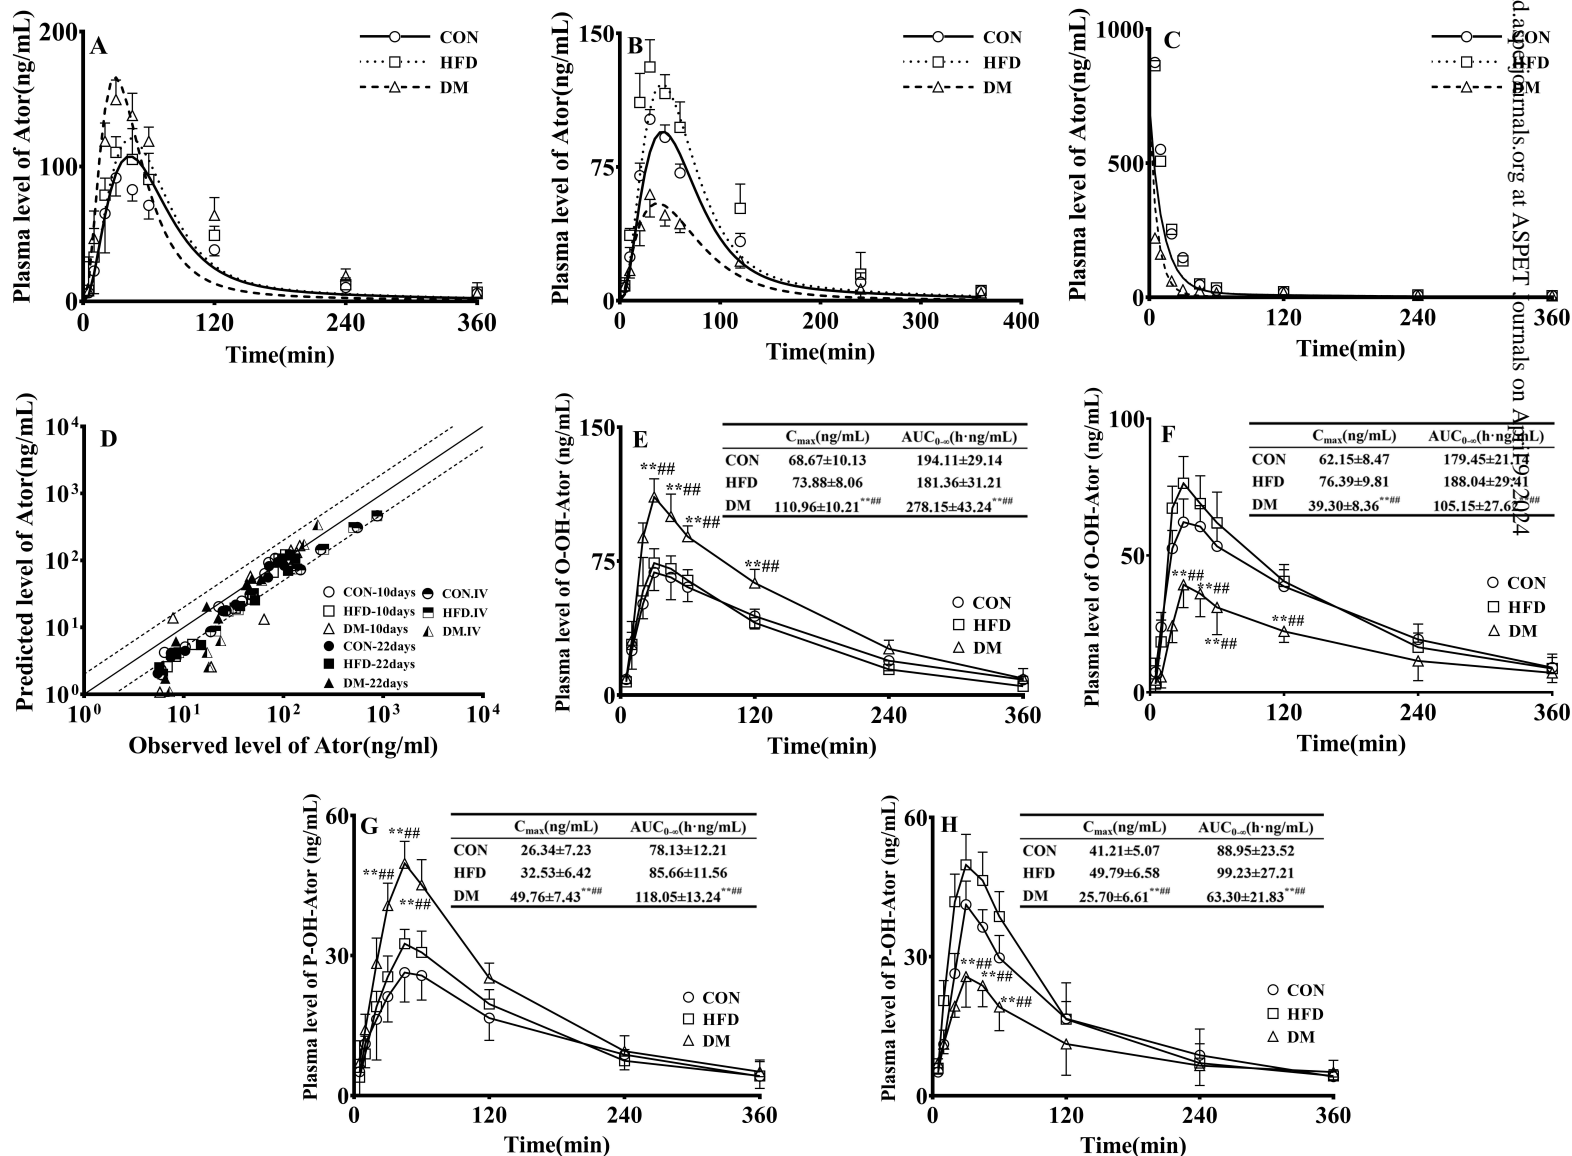 A
Plasma level of Ator(ng/mL)
200
100
0
0 120 240 360
Time(min)
CON
HFD
DM
B
Plasma level of Ator(ng/mL)
150
75
0
0 100 200 300 400
Time(min)
CON
HFD
DM
C
Plasma level of Ator(ng/mL)
1000
500
0
0 120 240 360
Time(min)
CON
HFD
DM
d.aspetjournals.org at ASPET Journals on April 9, 2024
D
Predicted level of Ator(ng/mL)
10⁴
10³
10²
10¹
10⁰
10⁰ 10¹ 10² 10³ 10⁴
Observed level of Ator(ng/ml)
CON-10days
HFD-10days
DM-10days
CON-22days
HFD-22days
DM-22days
CON.IV
HFD.IV
DM.IV
E
Plasma level of O-OH-Ator (ng/mL)
150
75
0
0 120 240 360
Time(min)
**##
**##
**##
**##
Cmax(ng/mL) AUC0-∞(h·ng/mL)
CON 68.67±10.13 194.11±29.14
HFD 73.88±8.06 181.36±31.21
DM 110.96±10.21**## 278.15±43.24**##
CON
HFD
DM
F
Plasma level of O-OH-Ator (ng/mL)
100
50
0
0 120 240 360
Time(min)
**##
**##
**##
**##
Cmax(ng/mL) AUC0-∞(h·ng/mL)
CON 62.15±8.47 179.45±21.14
HFD 76.39±9.81 188.04±29.41
DM 39.30±8.36**## 105.15±27.62**##
CON
HFD
DM
G
Plasma level of P-OH-Ator (ng/mL)
60
30
0
0 120 240 360
Time(min)
**##
**##
**##
Cmax(ng/mL) AUC0-∞(h·ng/mL)
CON 26.34±7.23 78.13±12.21
HFD 32.53±6.42 85.66±11.56
DM 49.76±7.43**## 118.05±13.24**##
CON
HFD
DM
H
Plasma level of P-OH-Ator (ng/mL)
60
30
0
0 120 240 360
Time(min)
**##
**##
**##
Cmax(ng/mL) AUC0-∞(h·ng/mL)
CON 41.21±5.07 88.95±23.52
HFD 49.79±6.58 99.23±27.21
DM 25.70±6.61**## 63.30±21.83**##
CON
HFD
DM